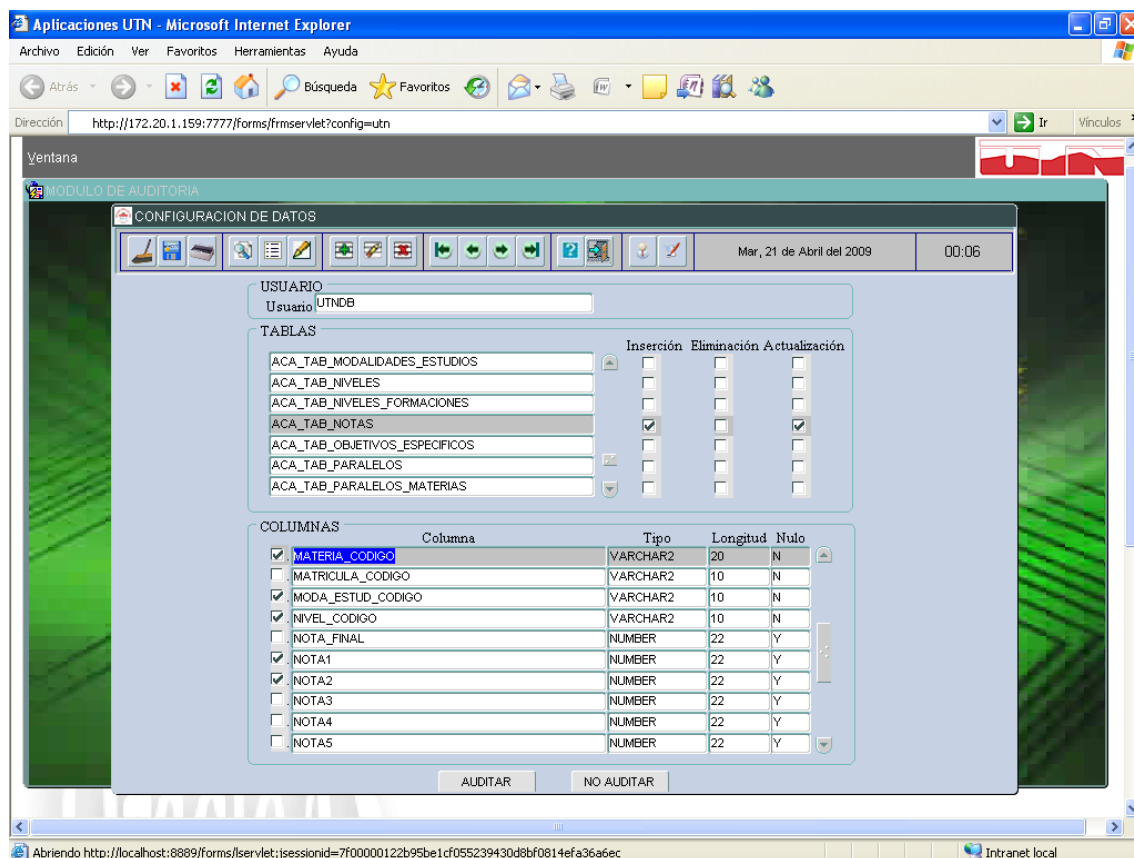 Aplicaciones UTN - Microsoft Internet Explorer
Archivo Edición Ver Favoritos Herramientas Ayuda
Atrás Búsqueda Favoritos
Dirección http://172.20.1.159:7777/forms/frmservlet?config=utn Ir Vínculos
Ventana
MODULO DE AUDITORIA
CONFIGURACION DE DATOS
Mar, 21 de Abril del 2009 00:06
USUARIO
Usuario UTNDB
TABLAS
Inserción Eliminación Actualización
ACA_TAB_MODALIDADES_ESTUDIOS
ACA_TAB_NIVELES
ACA_TAB_NIVELES_FORMACIONES
ACA_TAB_NOTAS
ACA_TAB_OBJETIVOS_ESPECIFICOS
ACA_TAB_PARALELOS
ACA_TAB_PARALELOS_MATERIAS
COLUMNAS
Columna Tipo Longitud Nulo
MATERIA_CODIGO VARCHAR2 20 N
MATRICULA_CODIGO VARCHAR2 10 N
MODA_ESTUD_CODIGO VARCHAR2 10 N
NIVEL_CODIGO VARCHAR2 10 N
NOTA_FINAL NUMBER 22 Y
NOTA1 NUMBER 22 Y
NOTA2 NUMBER 22 Y
NOTA3 NUMBER 22 Y
NOTA4 NUMBER 22 Y
NOTA5 NUMBER 22 Y
AUDITAR NO AUDITAR
Abriendo http://localhost:8889/forms/lservlet;jsessionid=7f00000122b95be1cf055239430d8bf0814efa36a6ec Intranet local